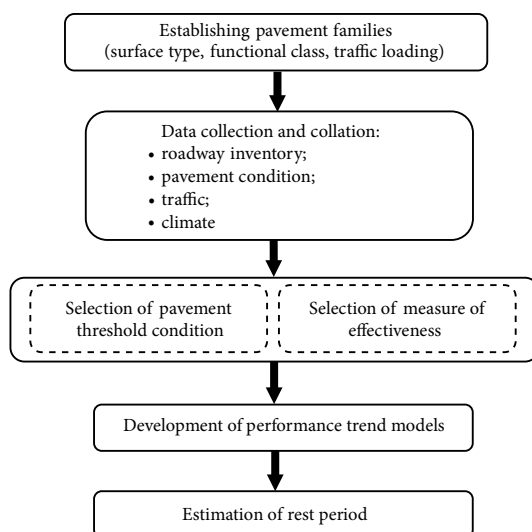 Establishing pavement families
(surface type, functional class, traffic loading)
Data collection and collation:
• roadway inventory;
• pavement condition;
• traffic;
• climate
Selection of pavement
threshold condition
Selection of measure of
effectiveness
Development of performance trend models
Estimation of rest period